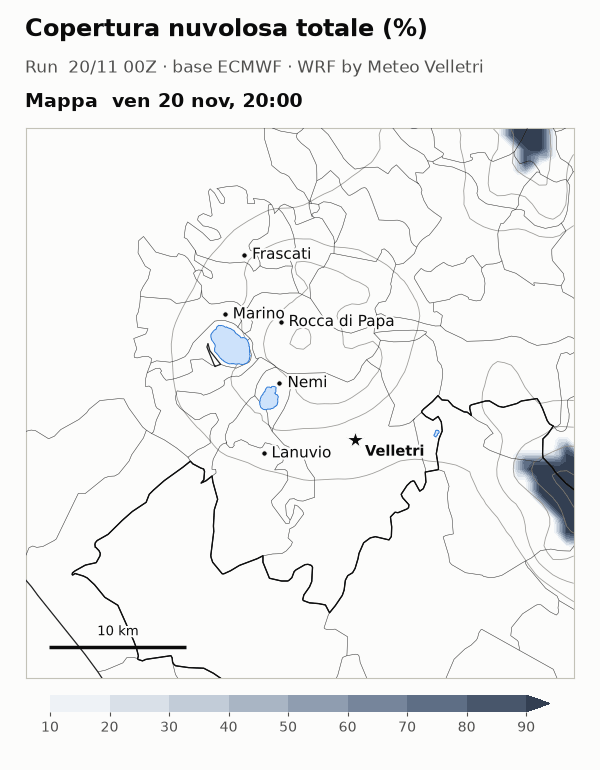 Copertura nuvolosa totale (%)
Run  20/11 00Z · base ECMWF · WRF by Meteo Velletri
Mappa  ven 20 nov, 20:00
Frascati
Marino
Rocca di Papa
Nemi
Velletri
Lanuvio
10 km
10 20 30 40 50 60 70 80 90